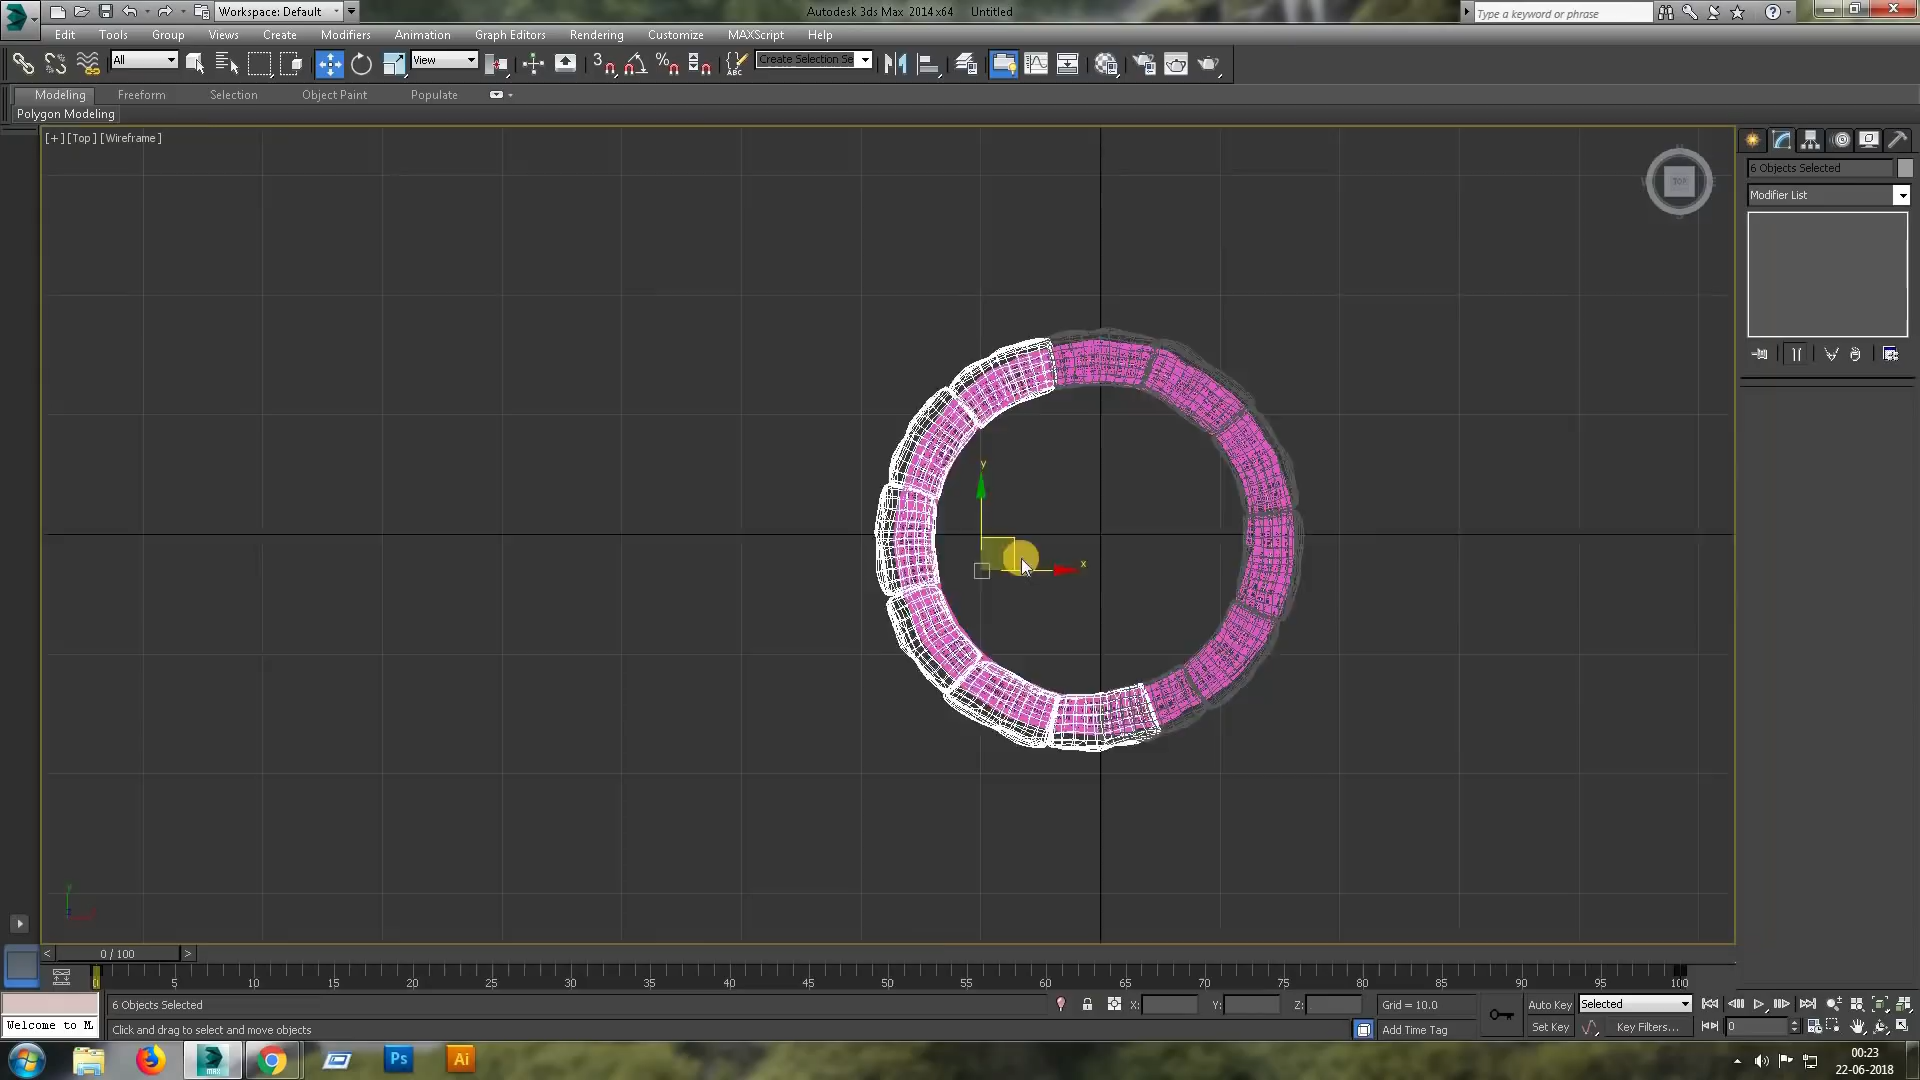 Workspace: Default
Autodesk 3ds Max 2014 x64 Untitled
Type a keyword or phrase
Edit Tools Group Views Create Modifiers Animation Graph Editors Rendering Customize MAXScript Help
All
View
Create Selection Se
Modeling Freeform Selection Object Paint Populate
Polygon Modeling
[+] [Top] [Wireframe]
TOP
6 Objects Selected
Modifier List
y
x
0 / 100
0 5 10 15 20 25 30 35 40 45 50 55 60 65 70 75 80 85 90 95 100
6 Objects Selected
X: Y: Z: Grid = 10.0
Auto Key Selected
Welcome to M
Click and drag to select and move objects
Add Time Tag
Set Key Key Filters...
0
MAX
Ps
Ai
00:23
22-06-2018